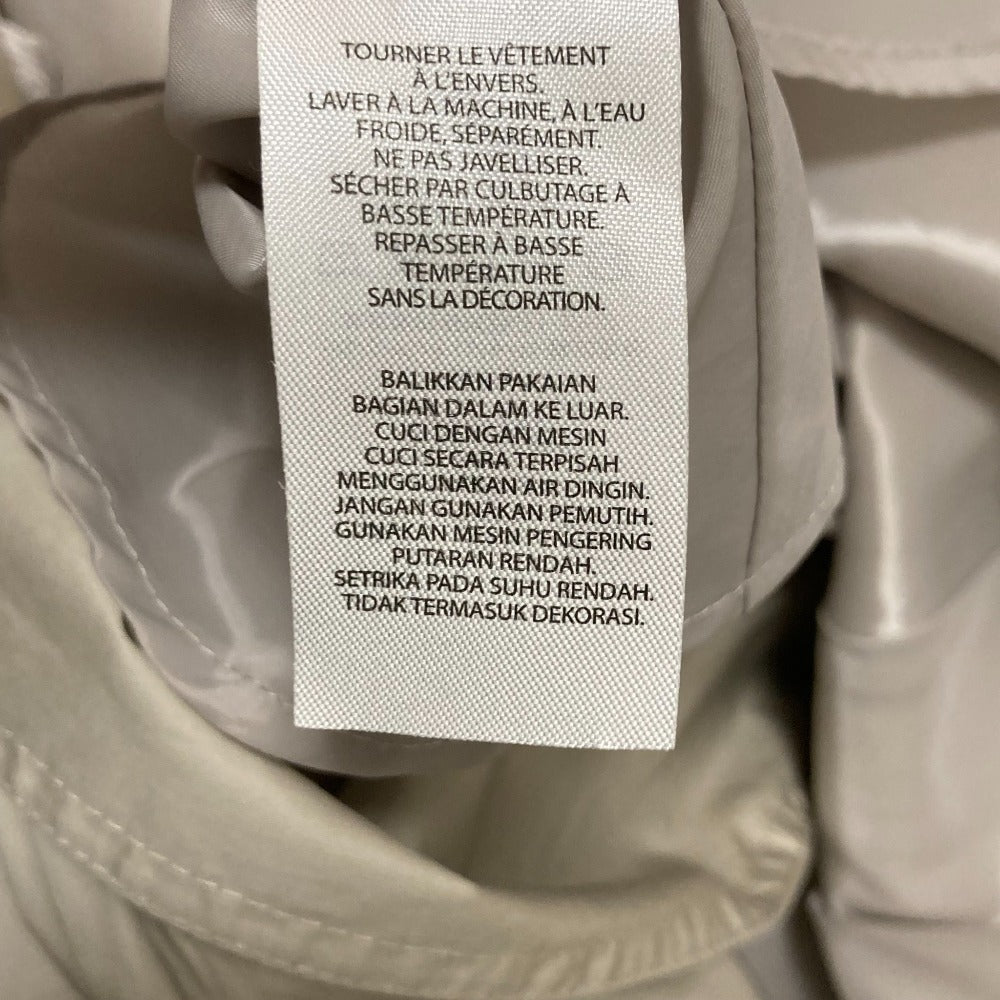 TOURNER LE VÊTEMENT
À L'ENVERS.
LAVER À LA MACHINE, À L'EAU
FROIDE, SÉPARÉMENT.
NE PAS JAVELLISER.
SÉCHER PAR CULBUTAGE À
BASSE TEMPÉRATURE.
REPASSER À BASSE
TEMPÉRATURE
SANS LA DÉCORATION.
BALIKKAN PAKAIAN
BAGIAN DALAM KE LUAR.
CUCI DENGAN MESIN
CUCI SECARA TERPISAH
MENGGUNAKAN AIR DINGIN.
JANGAN GUNAKAN PEMUTIH.
GUNAKAN MESIN PENGERING
PUTARAN RENDAH.
SETRIKA PADA SUHU RENDAH.
TIDAK TERMASUK DEKORASI.